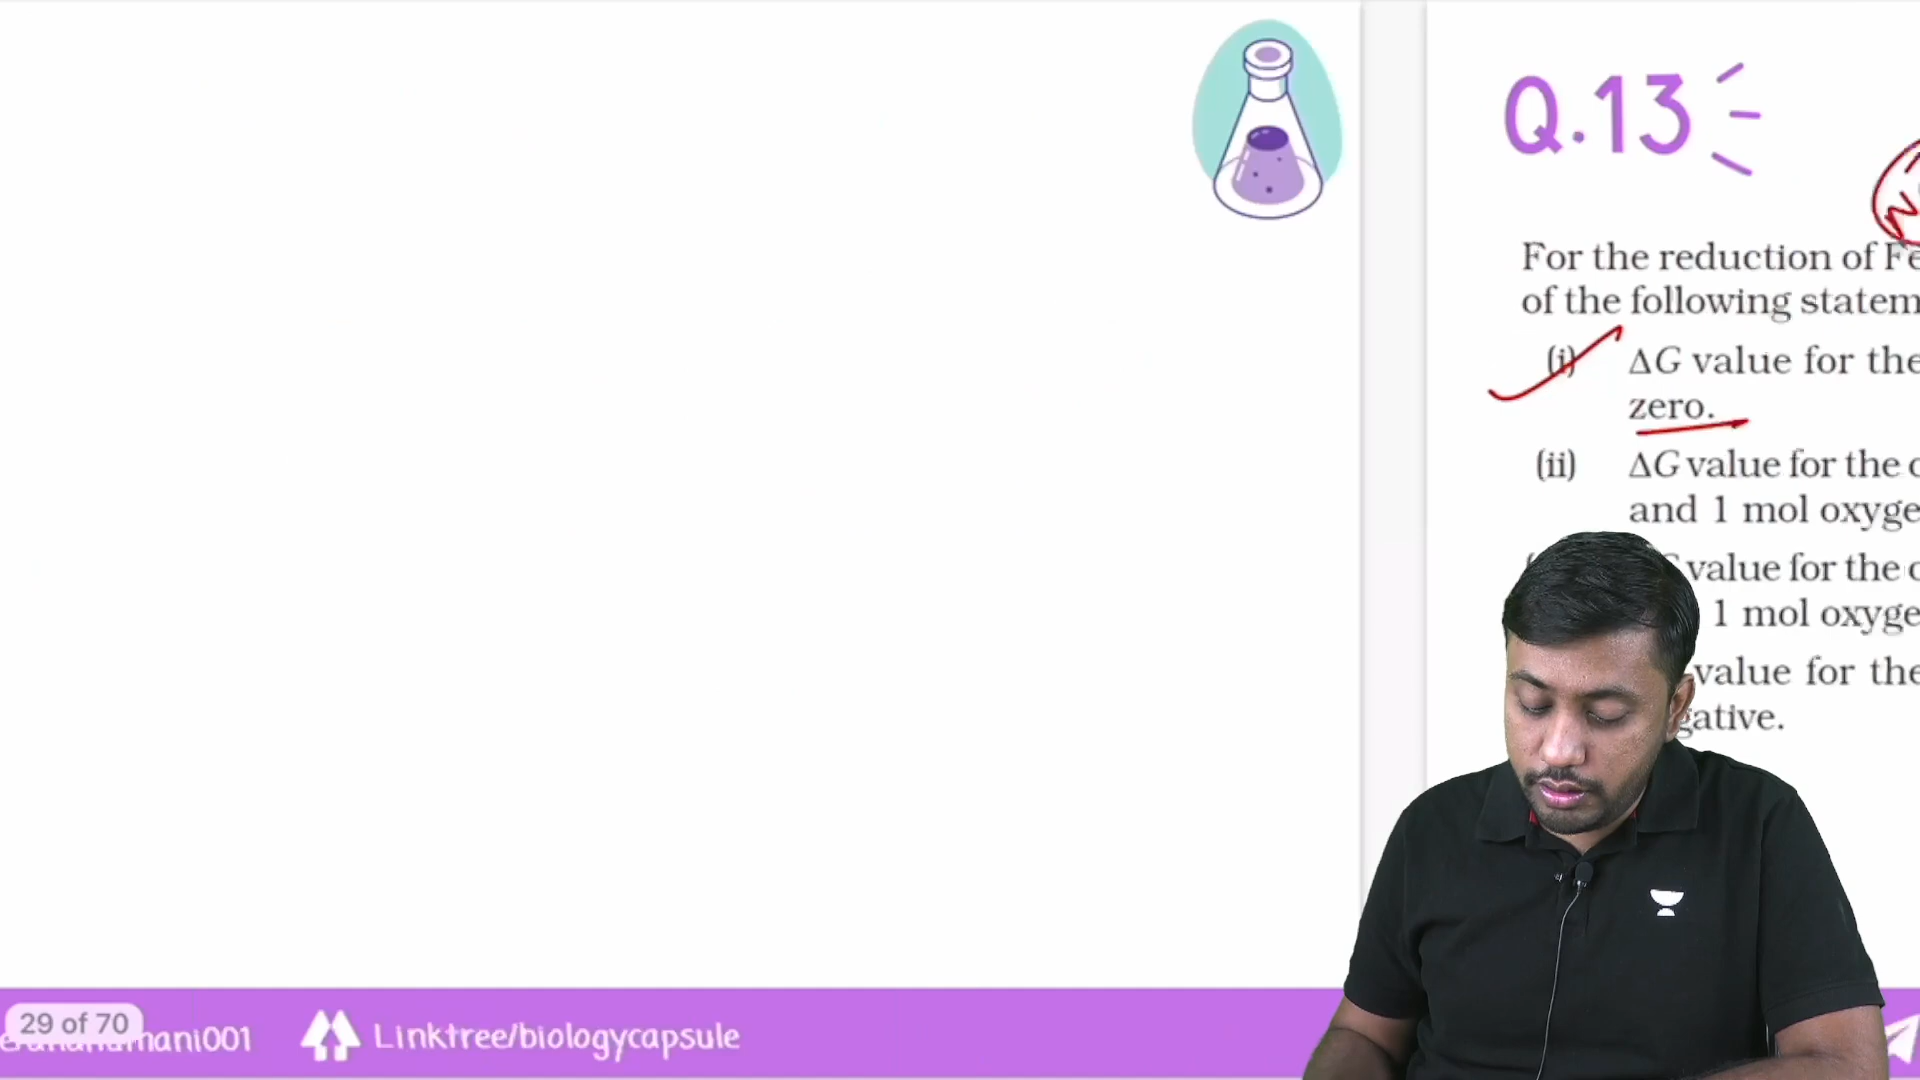 Q.13
For the reduction of Fe
of the following statem
(i) ΔG value for the
zero.
(ii) ΔG value for the
and 1 mol oxyge
value for the
1 mol oxyge
value for the
gative.
29 of 70
mani001
Linktree/biologycapsule